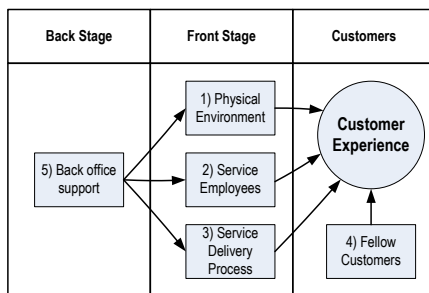 Back Stage
Front Stage
Customers
1) Physical
Environment
Customer
Experience
5) Back office
support
2) Service
Employees
3) Service
Delivery
Process
4) Fellow
Customers